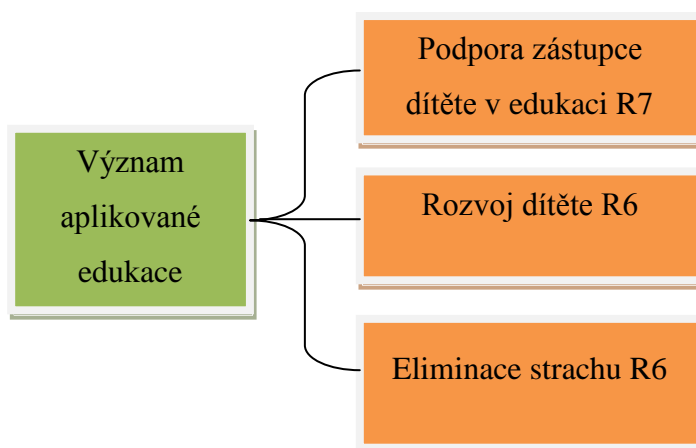 Význam
aplikované
edukace
Podpora zástupce
dítěte v edukaci R7
Rozvoj dítěte R6
Eliminace strachu R6